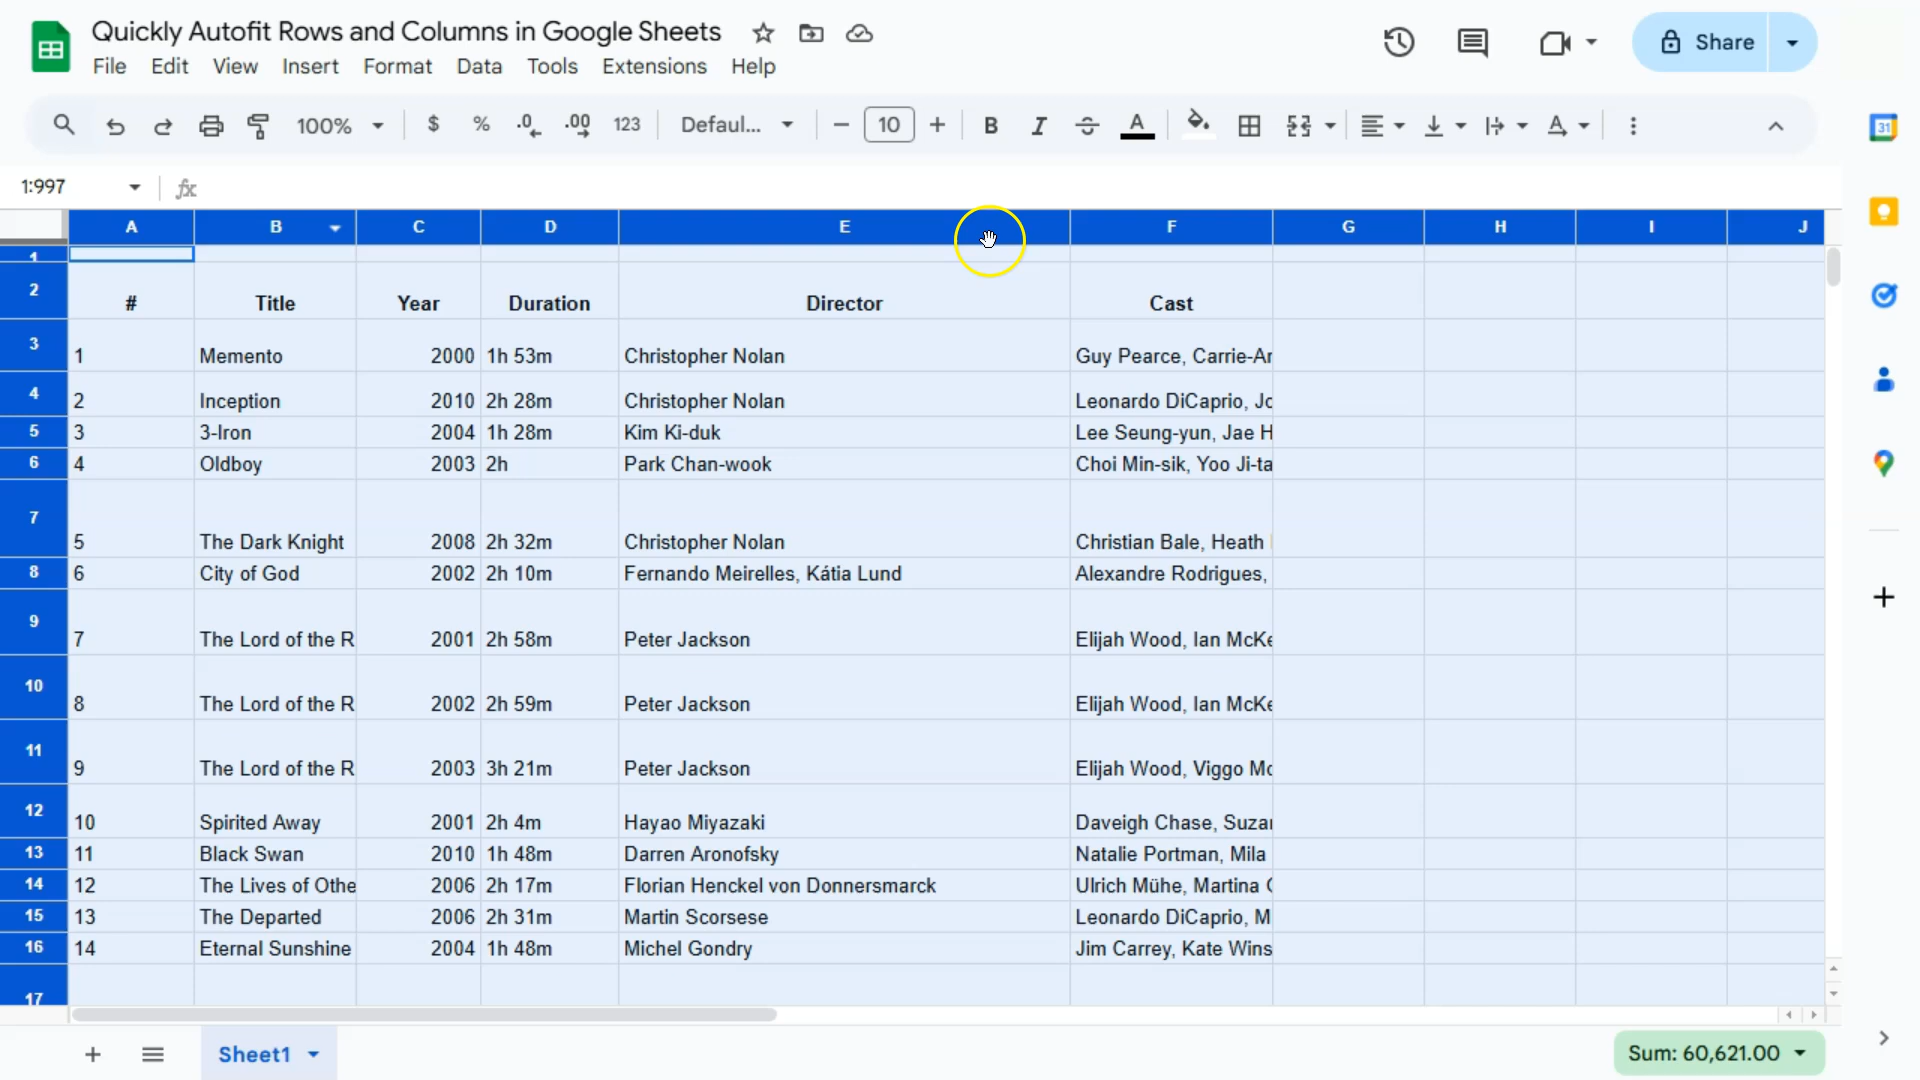 Quickly Autofit Rows and Columns in Google Sheets
File Edit View Insert Format Data Tools Extensions Help
Share
100% $ % .0 .00 123 Defaul... 10 B I A A
31
1:997 fx
A B C D E F G H I J
1
2 # Title Year Duration Director Cast
3 1 Memento 2000 1h 53m Christopher Nolan Guy Pearce, Carrie-Ar
4 2 Inception 2010 2h 28m Christopher Nolan Leonardo DiCaprio, Jo
5 3 3-Iron 2004 1h 28m Kim Ki-duk Lee Seung-yun, Jae H
6 4 Oldboy 2003 2h Park Chan-wook Choi Min-sik, Yoo Ji-ta
7 5 The Dark Knight 2008 2h 32m Christopher Nolan Christian Bale, Heath
8 6 City of God 2002 2h 10m Fernando Meirelles, Kátia Lund Alexandre Rodrigues,
9 7 The Lord of the R 2001 2h 58m Peter Jackson Elijah Wood, Ian McKe
10 8 The Lord of the R 2002 2h 59m Peter Jackson Elijah Wood, Ian McKe
11 9 The Lord of the R 2003 3h 21m Peter Jackson Elijah Wood, Viggo Mo
12 10 Spirited Away 2001 2h 4m Hayao Miyazaki Daveigh Chase, Suzan
13 11 Black Swan 2010 1h 48m Darren Aronofsky Natalie Portman, Mila
14 12 The Lives of Othe 2006 2h 17m Florian Henckel von Donnersmarck Ulrich Mühe, Martina G
15 13 The Departed 2006 2h 31m Martin Scorsese Leonardo DiCaprio, M
16 14 Eternal Sunshine 2004 1h 48m Michel Gondry Jim Carrey, Kate Wins
17
Sheet1 Sum: 60,621.00